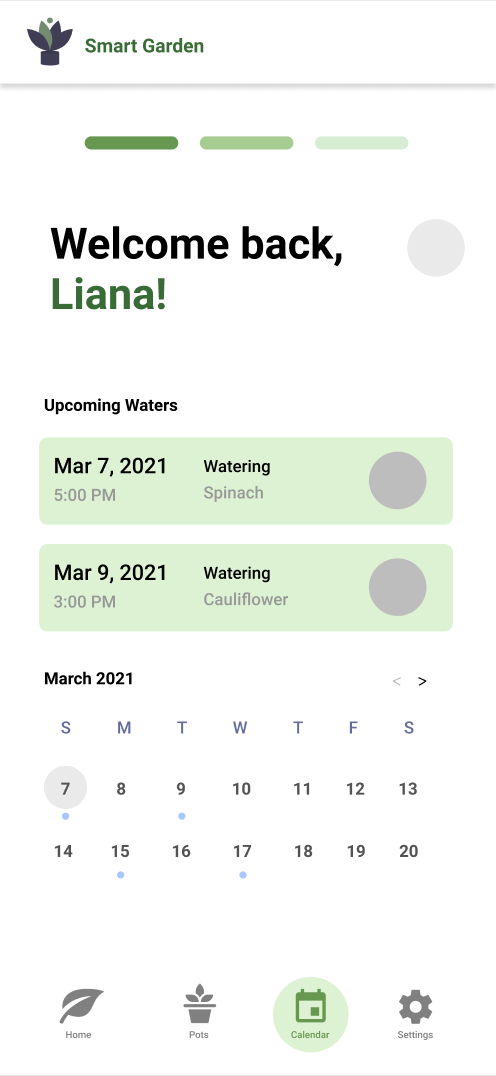 Smart Garden
Welcome back,
Liana!
Upcoming Waters
Mar 7, 2021 Watering
5:00 PM Spinach
Mar 9, 2021 Watering
3:00 PM Cauliflower
March 2021 < >
S M T W T F S
7 8 9 10 11 12 13
14 15 16 17 18 19 20
Home Pots Calendar Settings